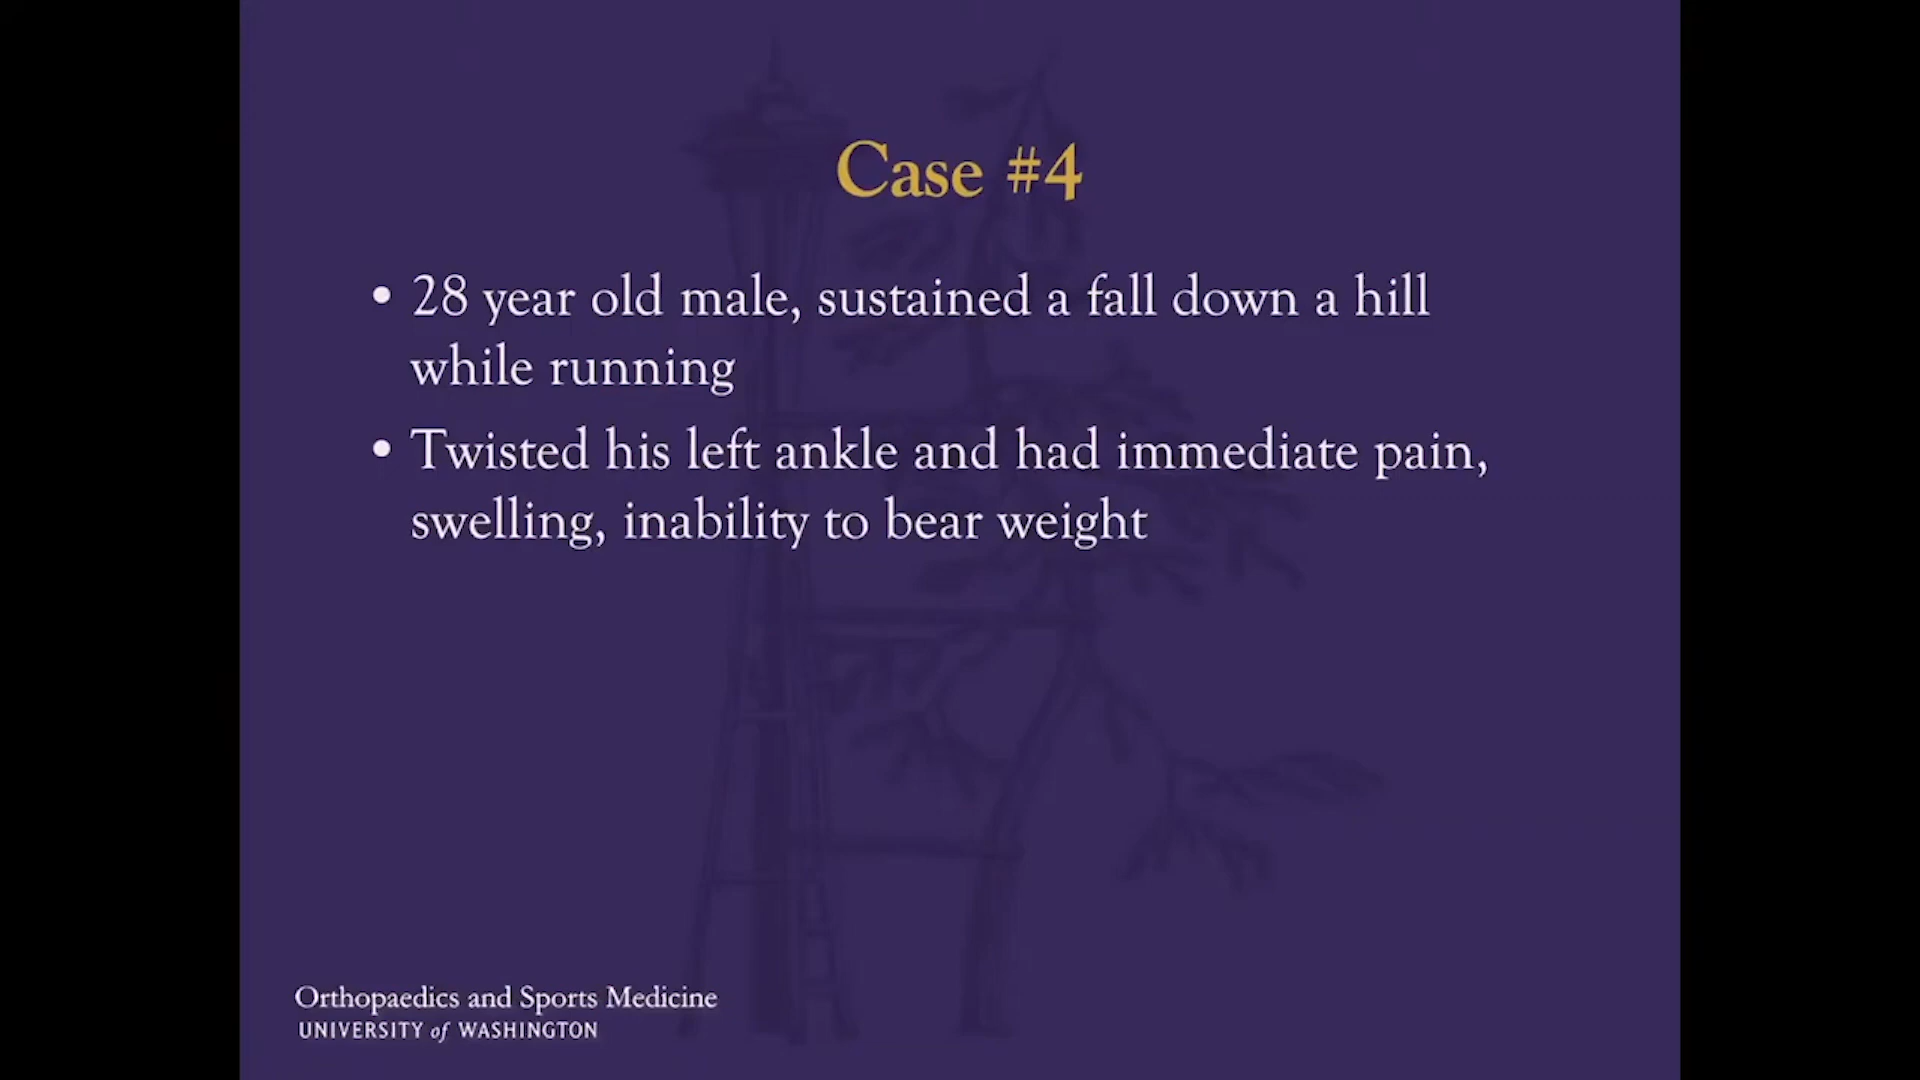 Case #4
• 28 year old male, sustained a fall down a hill
while running
• Twisted his left ankle and had immediate pain,
swelling, inability to bear weight
Orthopaedics and Sports Medicine
UNIVERSITY of WASHINGTON